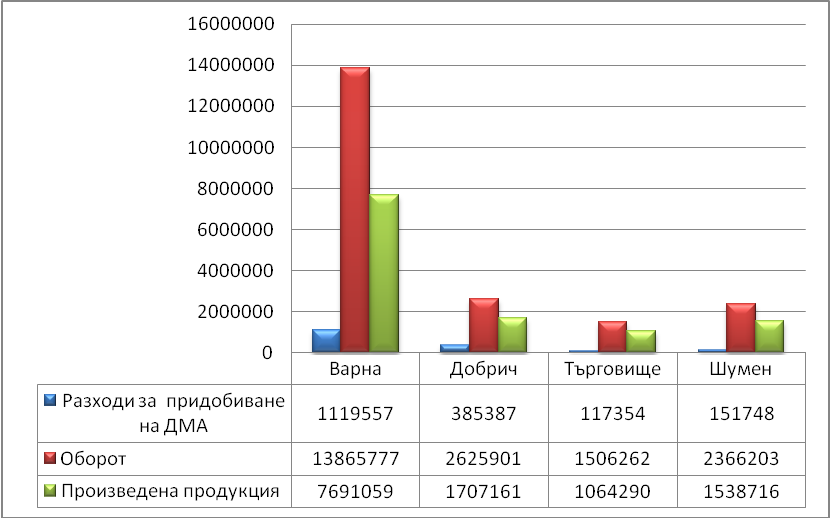 16000000
14000000
12000000
10000000
8000000
6000000
4000000
2000000
0
Варна Добрич Търговище Шумен
Разходи за придобиване
на ДМА 1119557 385387 117354 151748
Оборот 13865777 2625901 1506262 2366203
Произведена продукция 7691059 1707161 1064290 1538716